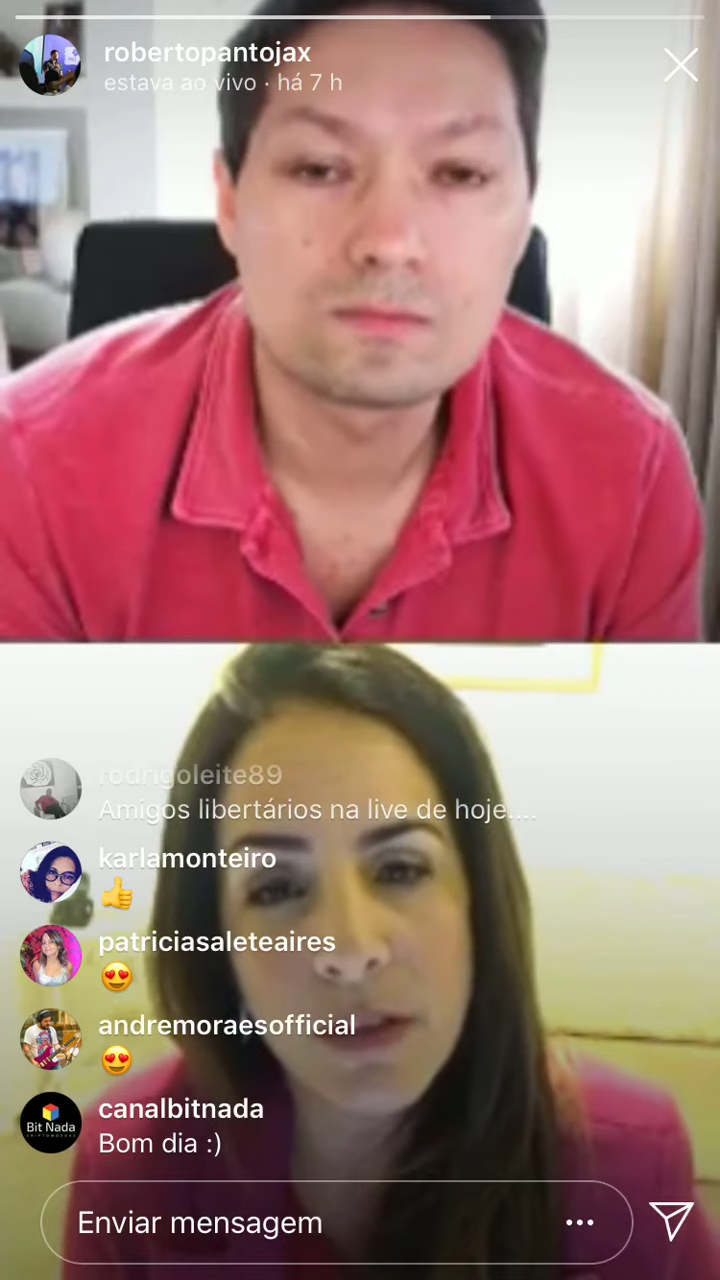 robertopantojax
estava ao vivo · há 7 h
rodrigoleite89
Amigos libertários na live de hoje....
karlamonteiro
👍
patriciasaleteaires
😍
andremoraesofficial
😍
canalbitnada
Bit Nada
CRIPTOMOEDAS
Bom dia :)
Enviar mensagem